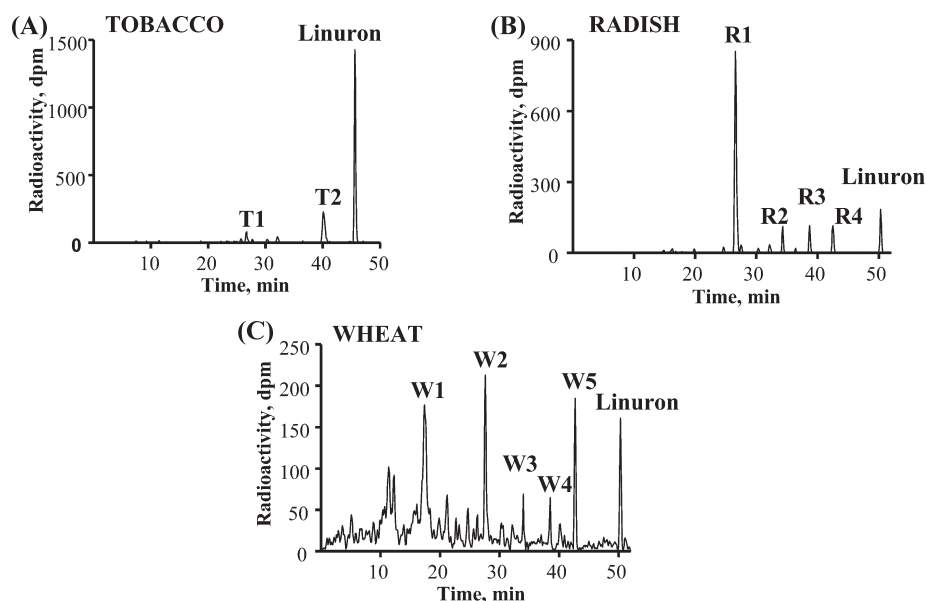 (A) TOBACCO
Linuron
1500
1000
500
0
Radioactivity, dpm
T1
T2
10 20 30 40 50
Time, min
(B) RADISH
R1
900
600
300
0
Radioactivity, dpm
Linuron
R2 R3 R4
10 20 30 40 50
Time, min
(C) WHEAT
250
200
150
100
50
0
Radioactivity, dpm
W1 W2 W3 W4 W5 Linuron
10 20 30 40 50
Time, min